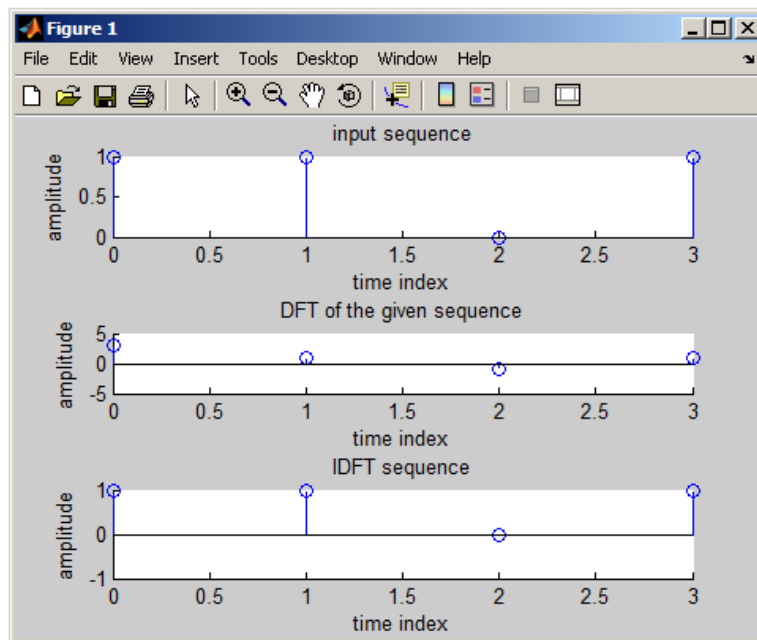 Figure 1
File Edit View Insert Tools Desktop Window Help
input sequence
amplitude
1
0.5
0
0 0.5 1 1.5 2 2.5 3
time index
DFT of the given sequence
amplitude
5
0
-5
0 0.5 1 1.5 2 2.5 3
time index
IDFT sequence
amplitude
1
0
-1
0 0.5 1 1.5 2 2.5 3
time index